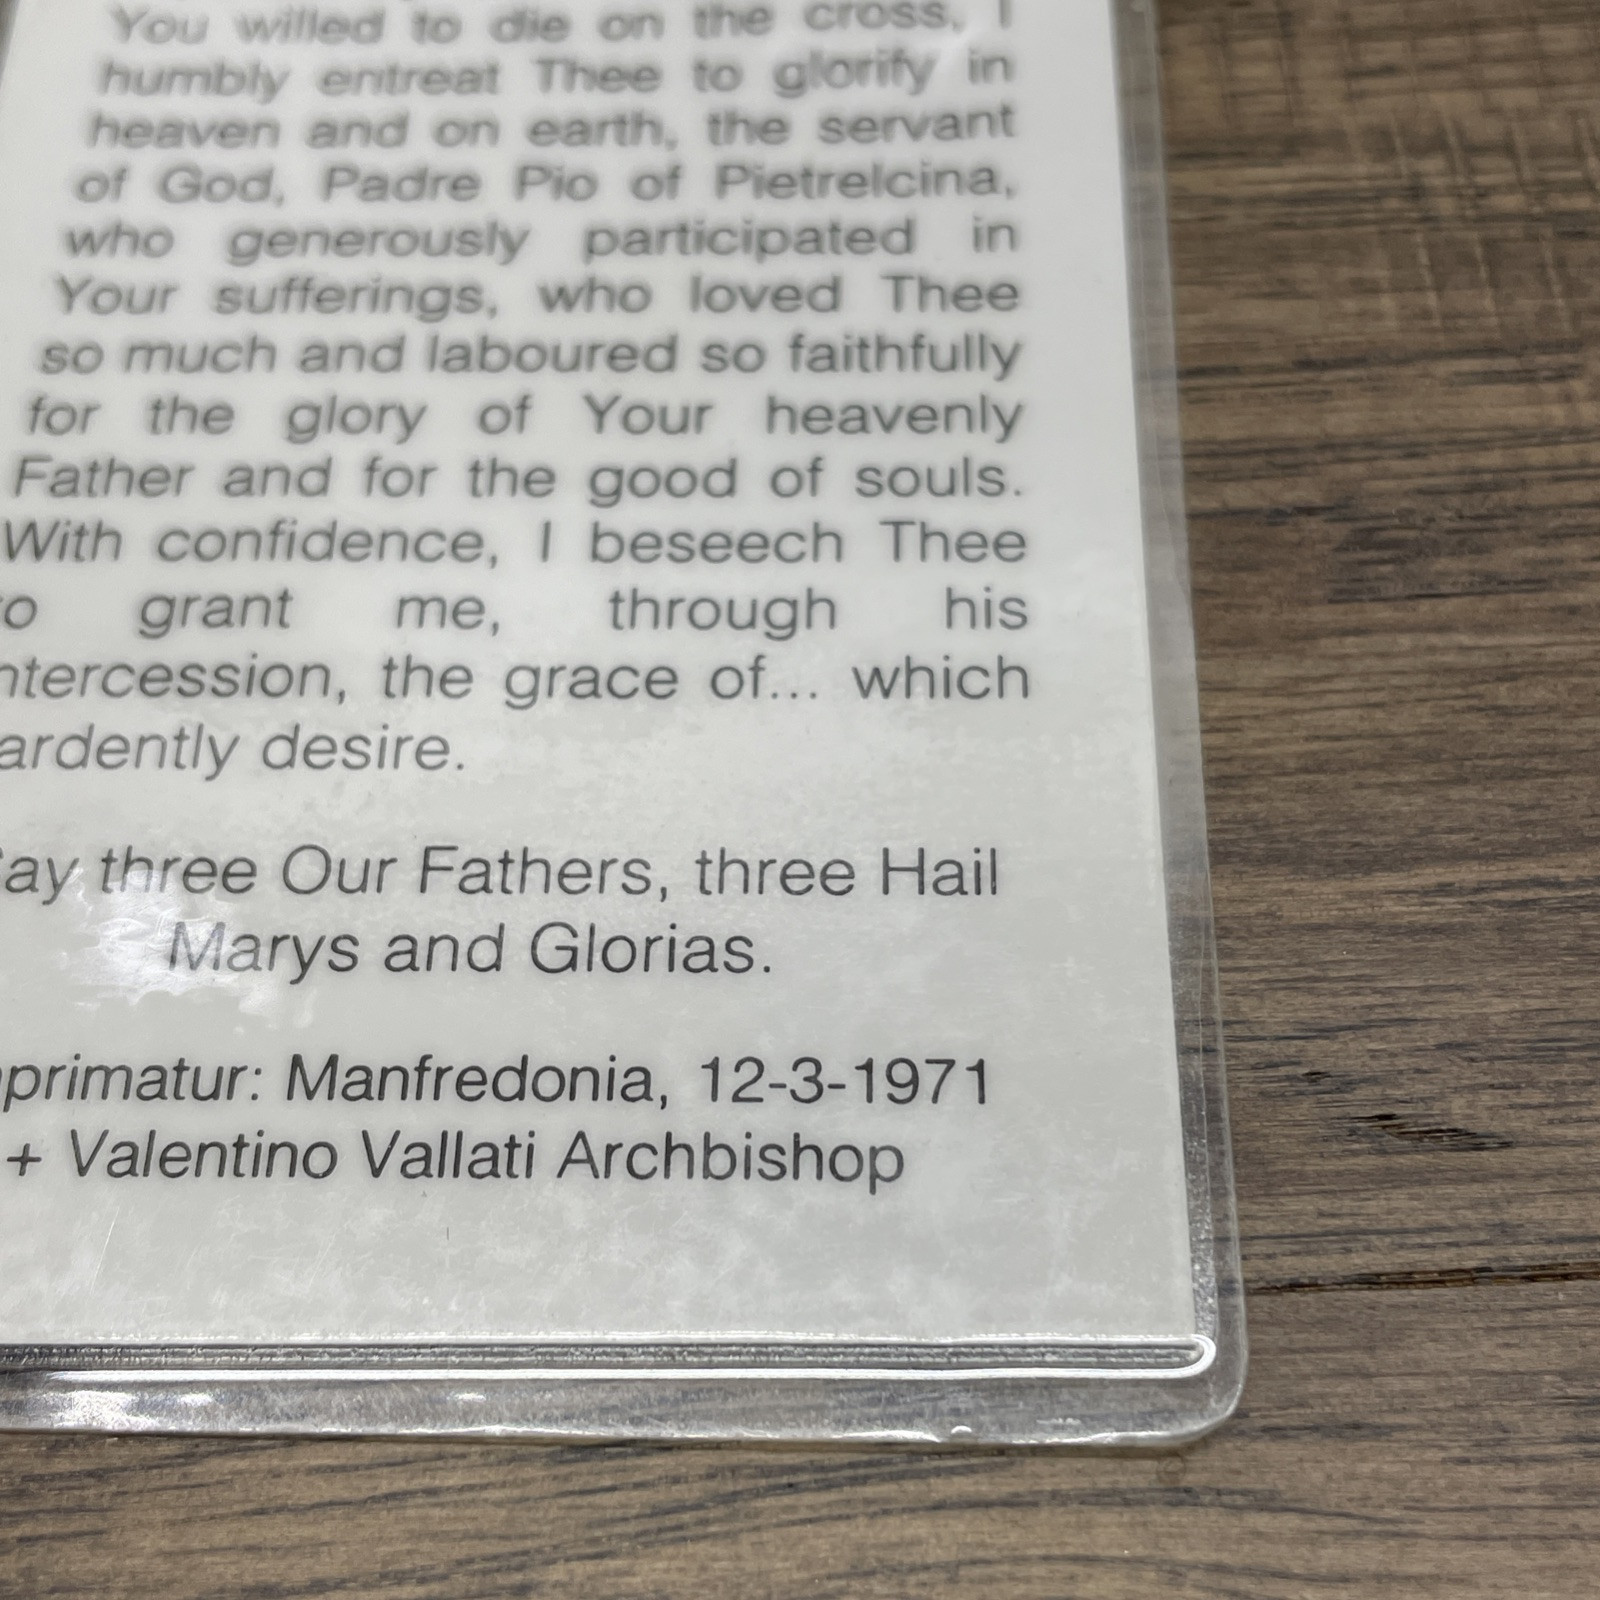 You willed to die on the cross, I
humbly entreat Thee to glorify in
heaven and on earth, the servant
of God, Padre Pio of Pietrelcina,
who generously participated in
Your sufferings, who loved Thee
so much and laboured so faithfully
for the glory of Your heavenly
Father and for the good of souls.
With confidence, I beseech Thee
o grant me, through his
ntercession, the grace of... which
ardently desire.
ay three Our Fathers, three Hail
Marys and Glorias.
primatur: Manfredonia, 12-3-1971
+ Valentino Vallati Archbishop